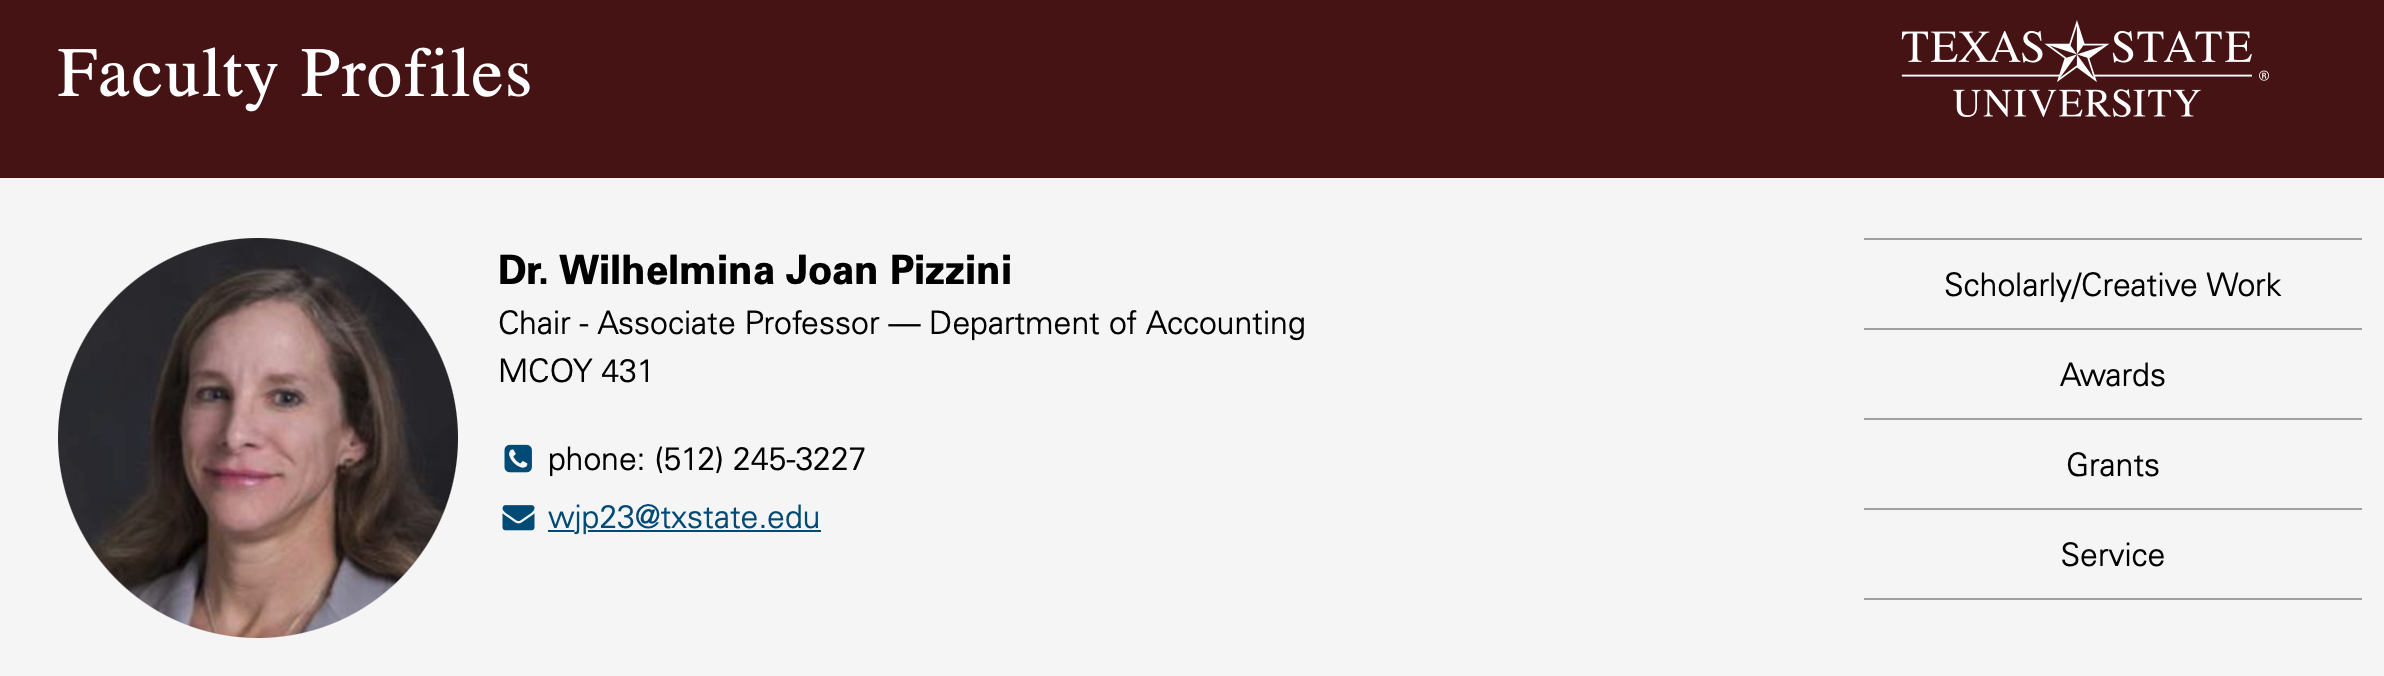 Faculty Profiles
TEXAS STATE
UNIVERSITY ®
Dr. Wilhelmina Joan Pizzini
Chair - Associate Professor — Department of Accounting
MCOY 431
phone: (512) 245-3227
wjp23@txstate.edu
Scholarly/Creative Work
Awards
Grants
Service